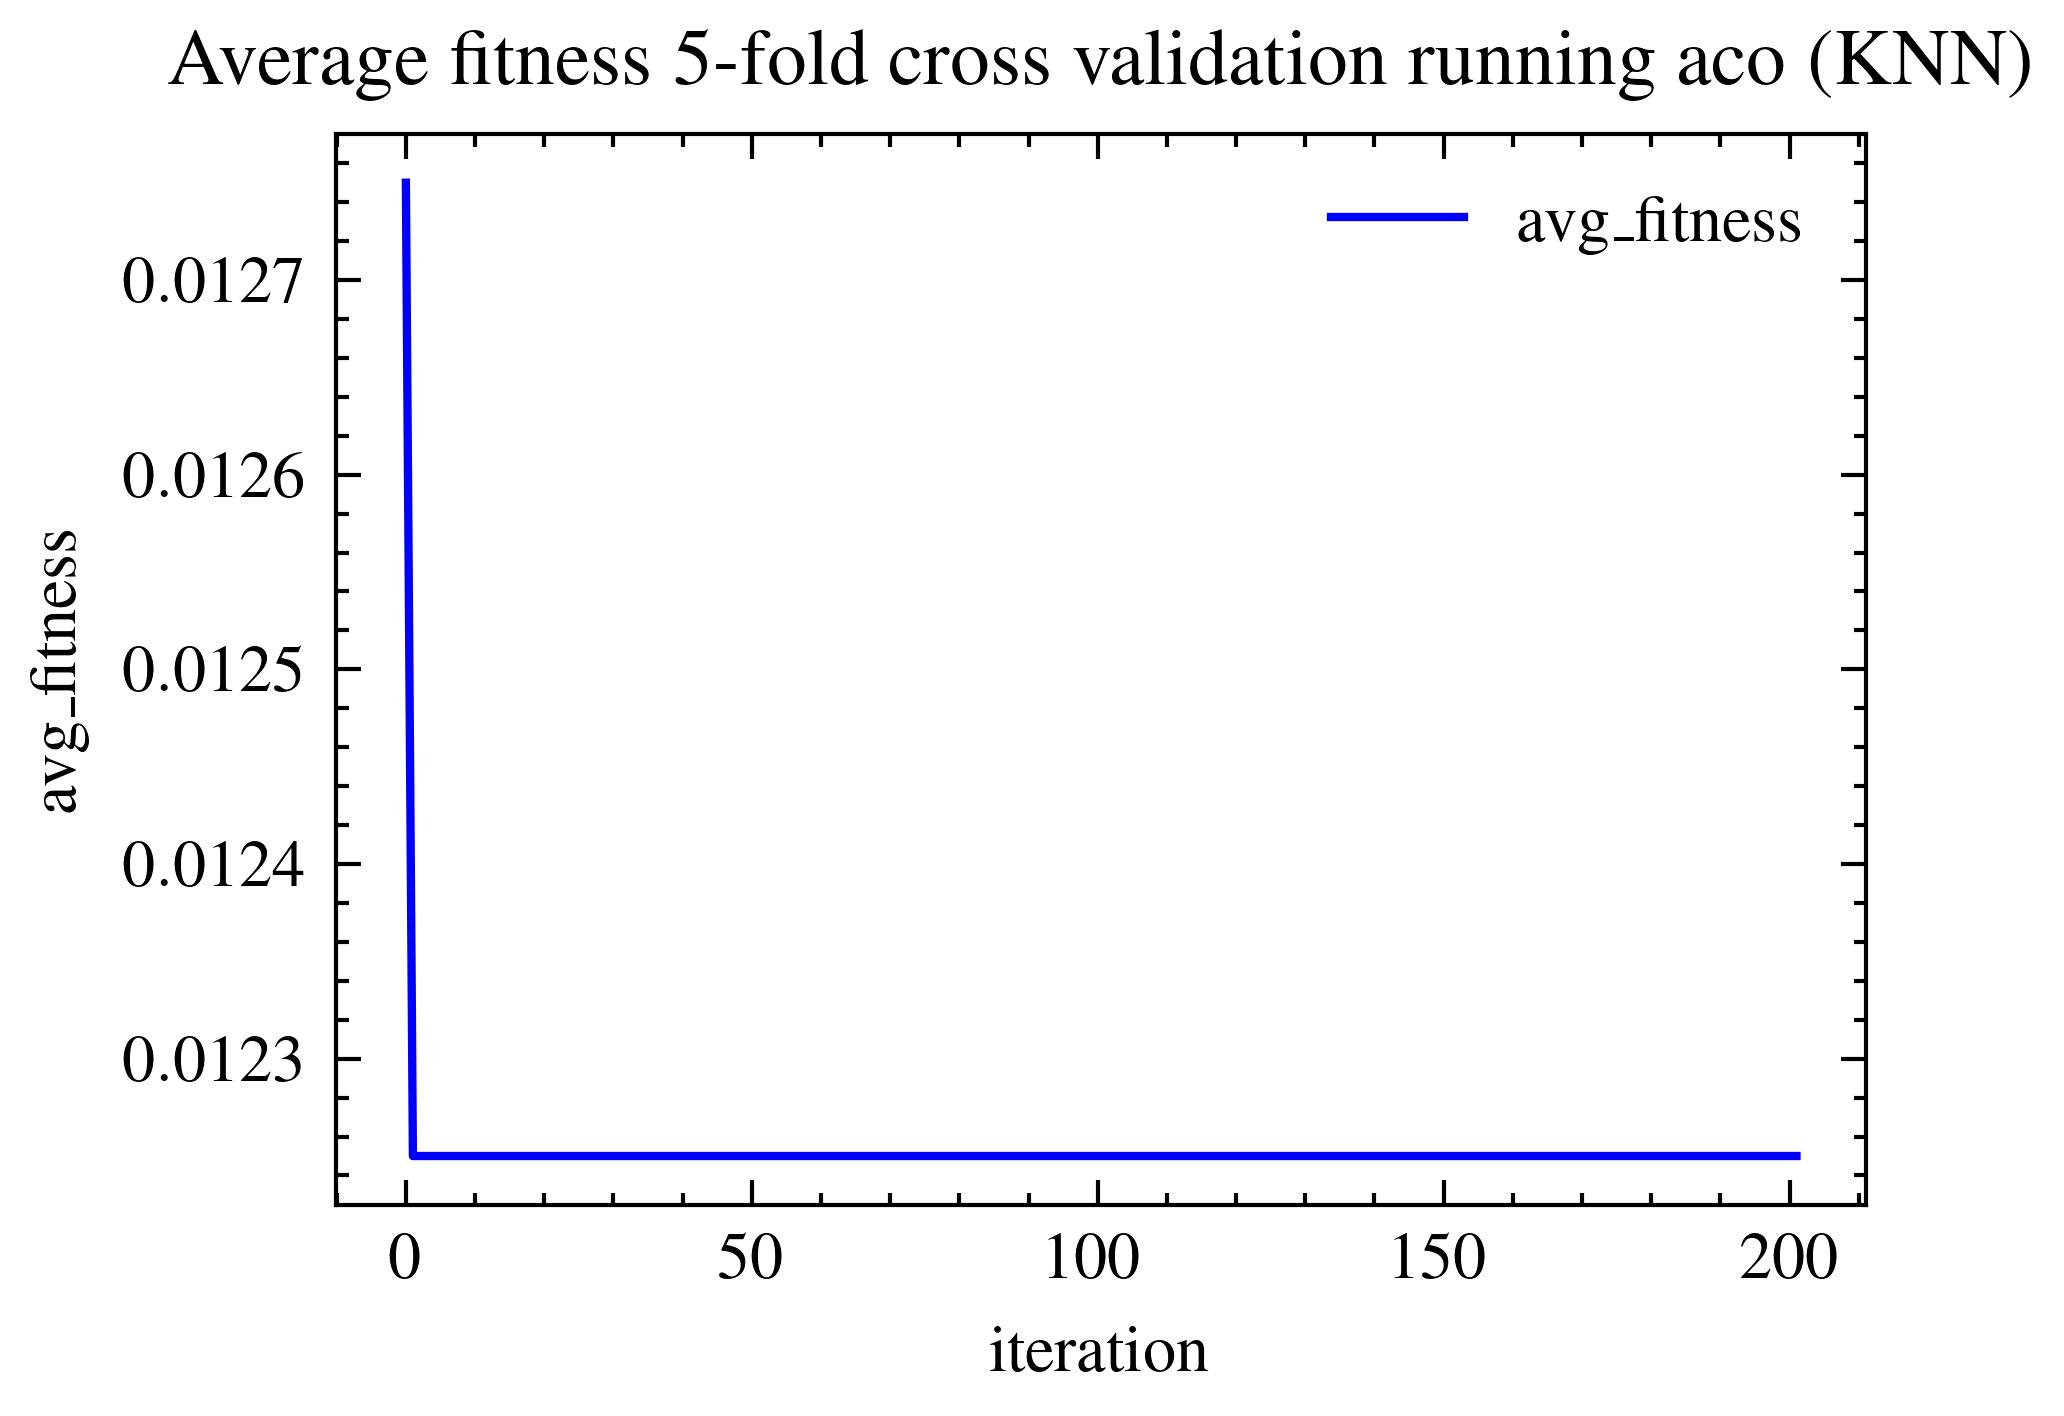 Average fitness 5-fold cross validation running aco (KNN)
avg_fitness
0.0127
0.0126
0.0125
0.0124
0.0123
avg_fitness
0 50 100 150 200
iteration